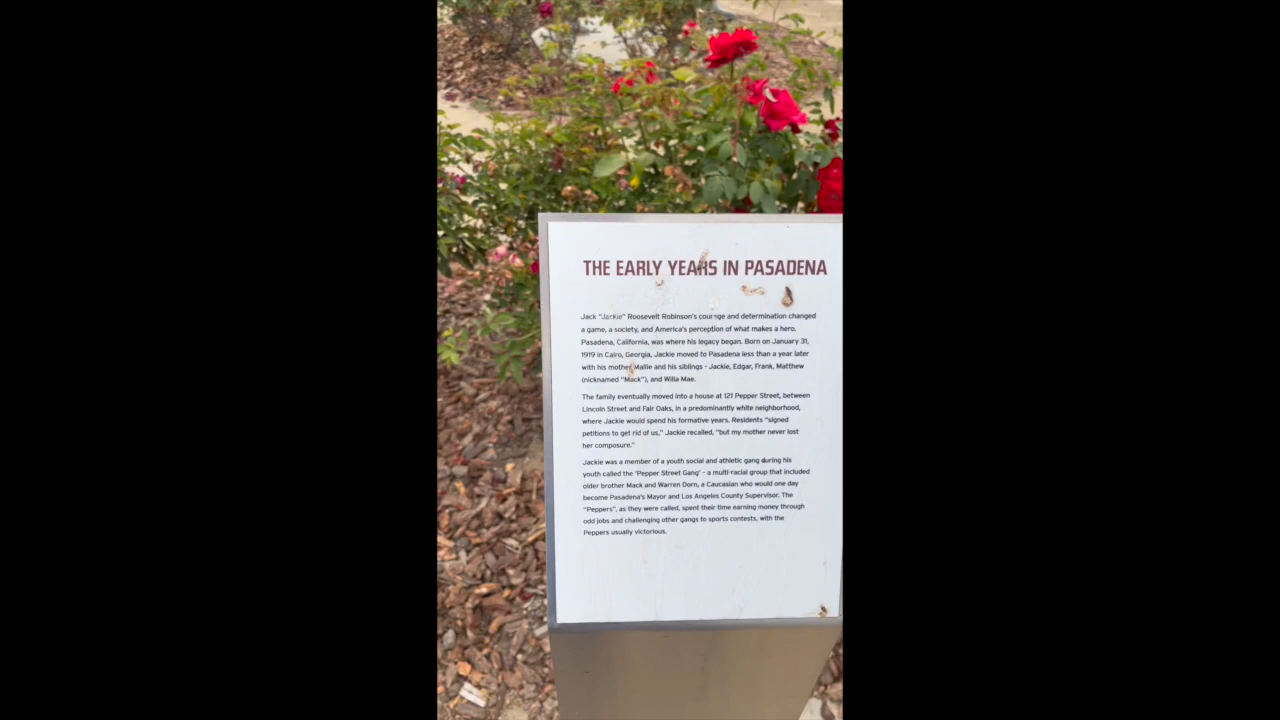 THE EARLY YEARS IN PASADENA
Jack "Jackie" Roosevelt Robinson's courage and determination changed
a game, a society, and America's perception of what makes a hero.
Pasadena, California, was where his legacy began. Born on January 31,
1919 in Cairo, Georgia, Jackie moved to Pasadena less than a year later
with his mother Mallie and his siblings - Jackie, Edgar, Frank, Matthew
(nicknamed "Mack"), and Willa Mae.
The family eventually moved into a house at 121 Pepper Street, between
Lincoln Street and Fair Oaks, in a predominantly white neighborhood,
where Jackie would spend his formative years. Residents "signed
petitions to get rid of us," Jackie recalled, "but my mother never lost
her composure."
Jackie was a member of a youth social and athletic gang during his
youth called the 'Pepper Street Gang' - a multi-racial group that included
older brother Mack and Warren Dorn, a Caucasian who would one day
become Pasadena's Mayor and Los Angeles County Supervisor. The
"Peppers", as they were called, spent their time earning money through
odd jobs and challenging other gangs to sports contests, with the
Peppers usually victorious.